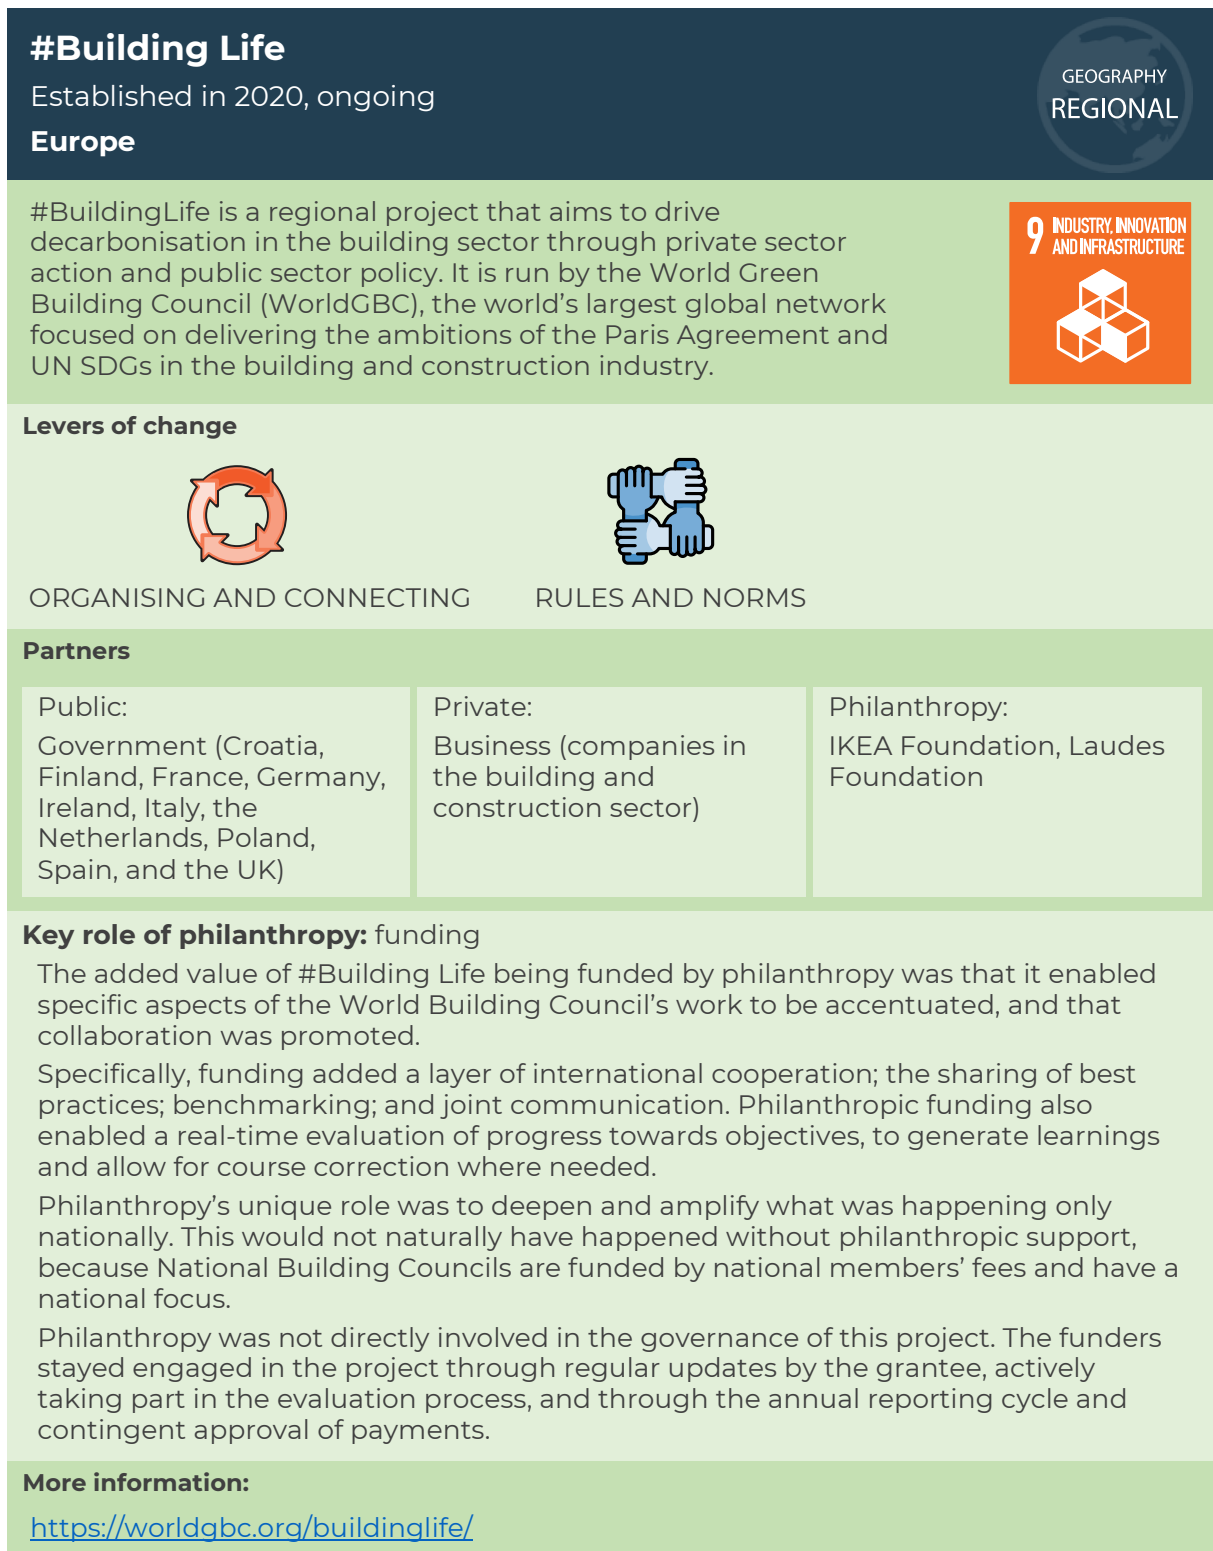 #Building Life
Established in 2020, ongoing
Europe
GEOGRAPHY
REGIONAL
#BuildingLife is a regional project that aims to drive
decarbonisation in the building sector through private sector
action and public sector policy. It is run by the World Green
Building Council (WorldGBC), the world’s largest global network
focused on delivering the ambitions of the Paris Agreement and
UN SDGs in the building and construction industry.
9 INDUSTRY, INNOVATION
AND INFRASTRUCTURE
Levers of change
ORGANISING AND CONNECTING
RULES AND NORMS
Partners
Public:
Government (Croatia,
Finland, France, Germany,
Ireland, Italy, the
Netherlands, Poland,
Spain, and the UK)
Private:
Business (companies in
the building and
construction sector)
Philanthropy:
IKEA Foundation, Laudes
Foundation
Key role of philanthropy: funding
The added value of #Building Life being funded by philanthropy was that it enabled
specific aspects of the World Building Council’s work to be accentuated, and that
collaboration was promoted.
Specifically, funding added a layer of international cooperation; the sharing of best
practices; benchmarking; and joint communication. Philanthropic funding also
enabled a real-time evaluation of progress towards objectives, to generate learnings
and allow for course correction where needed.
Philanthropy’s unique role was to deepen and amplify what was happening only
nationally. This would not naturally have happened without philanthropic support,
because National Building Councils are funded by national members’ fees and have a
national focus.
Philanthropy was not directly involved in the governance of this project. The funders
stayed engaged in the project through regular updates by the grantee, actively
taking part in the evaluation process, and through the annual reporting cycle and
contingent approval of payments.
More information:
https://worldgbc.org/buildinglife/